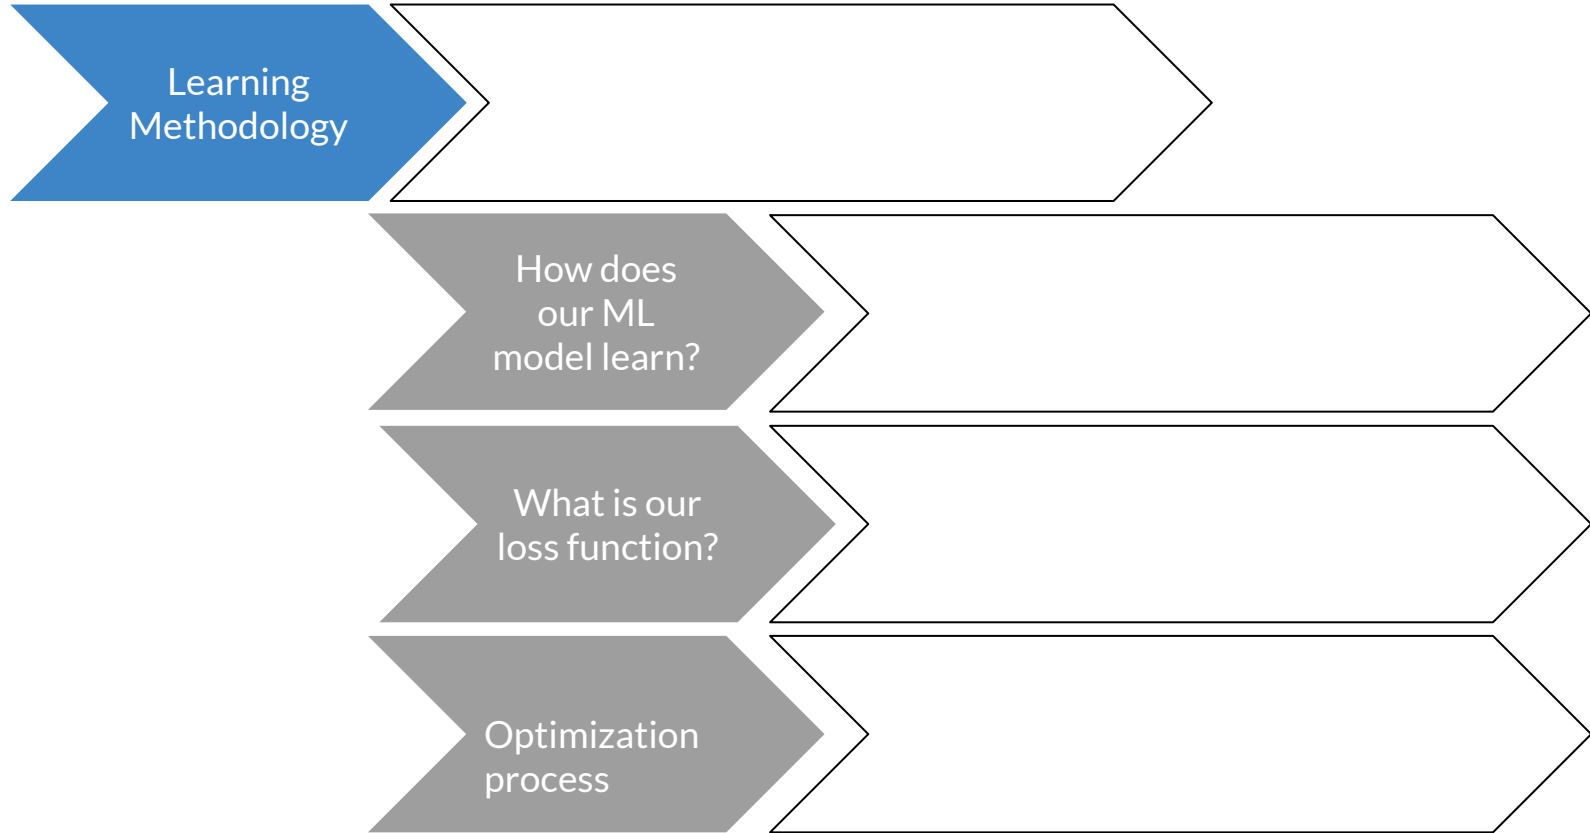 Learning
Methodology
How does
our ML
model learn?
What is our
loss function?
Optimization
process